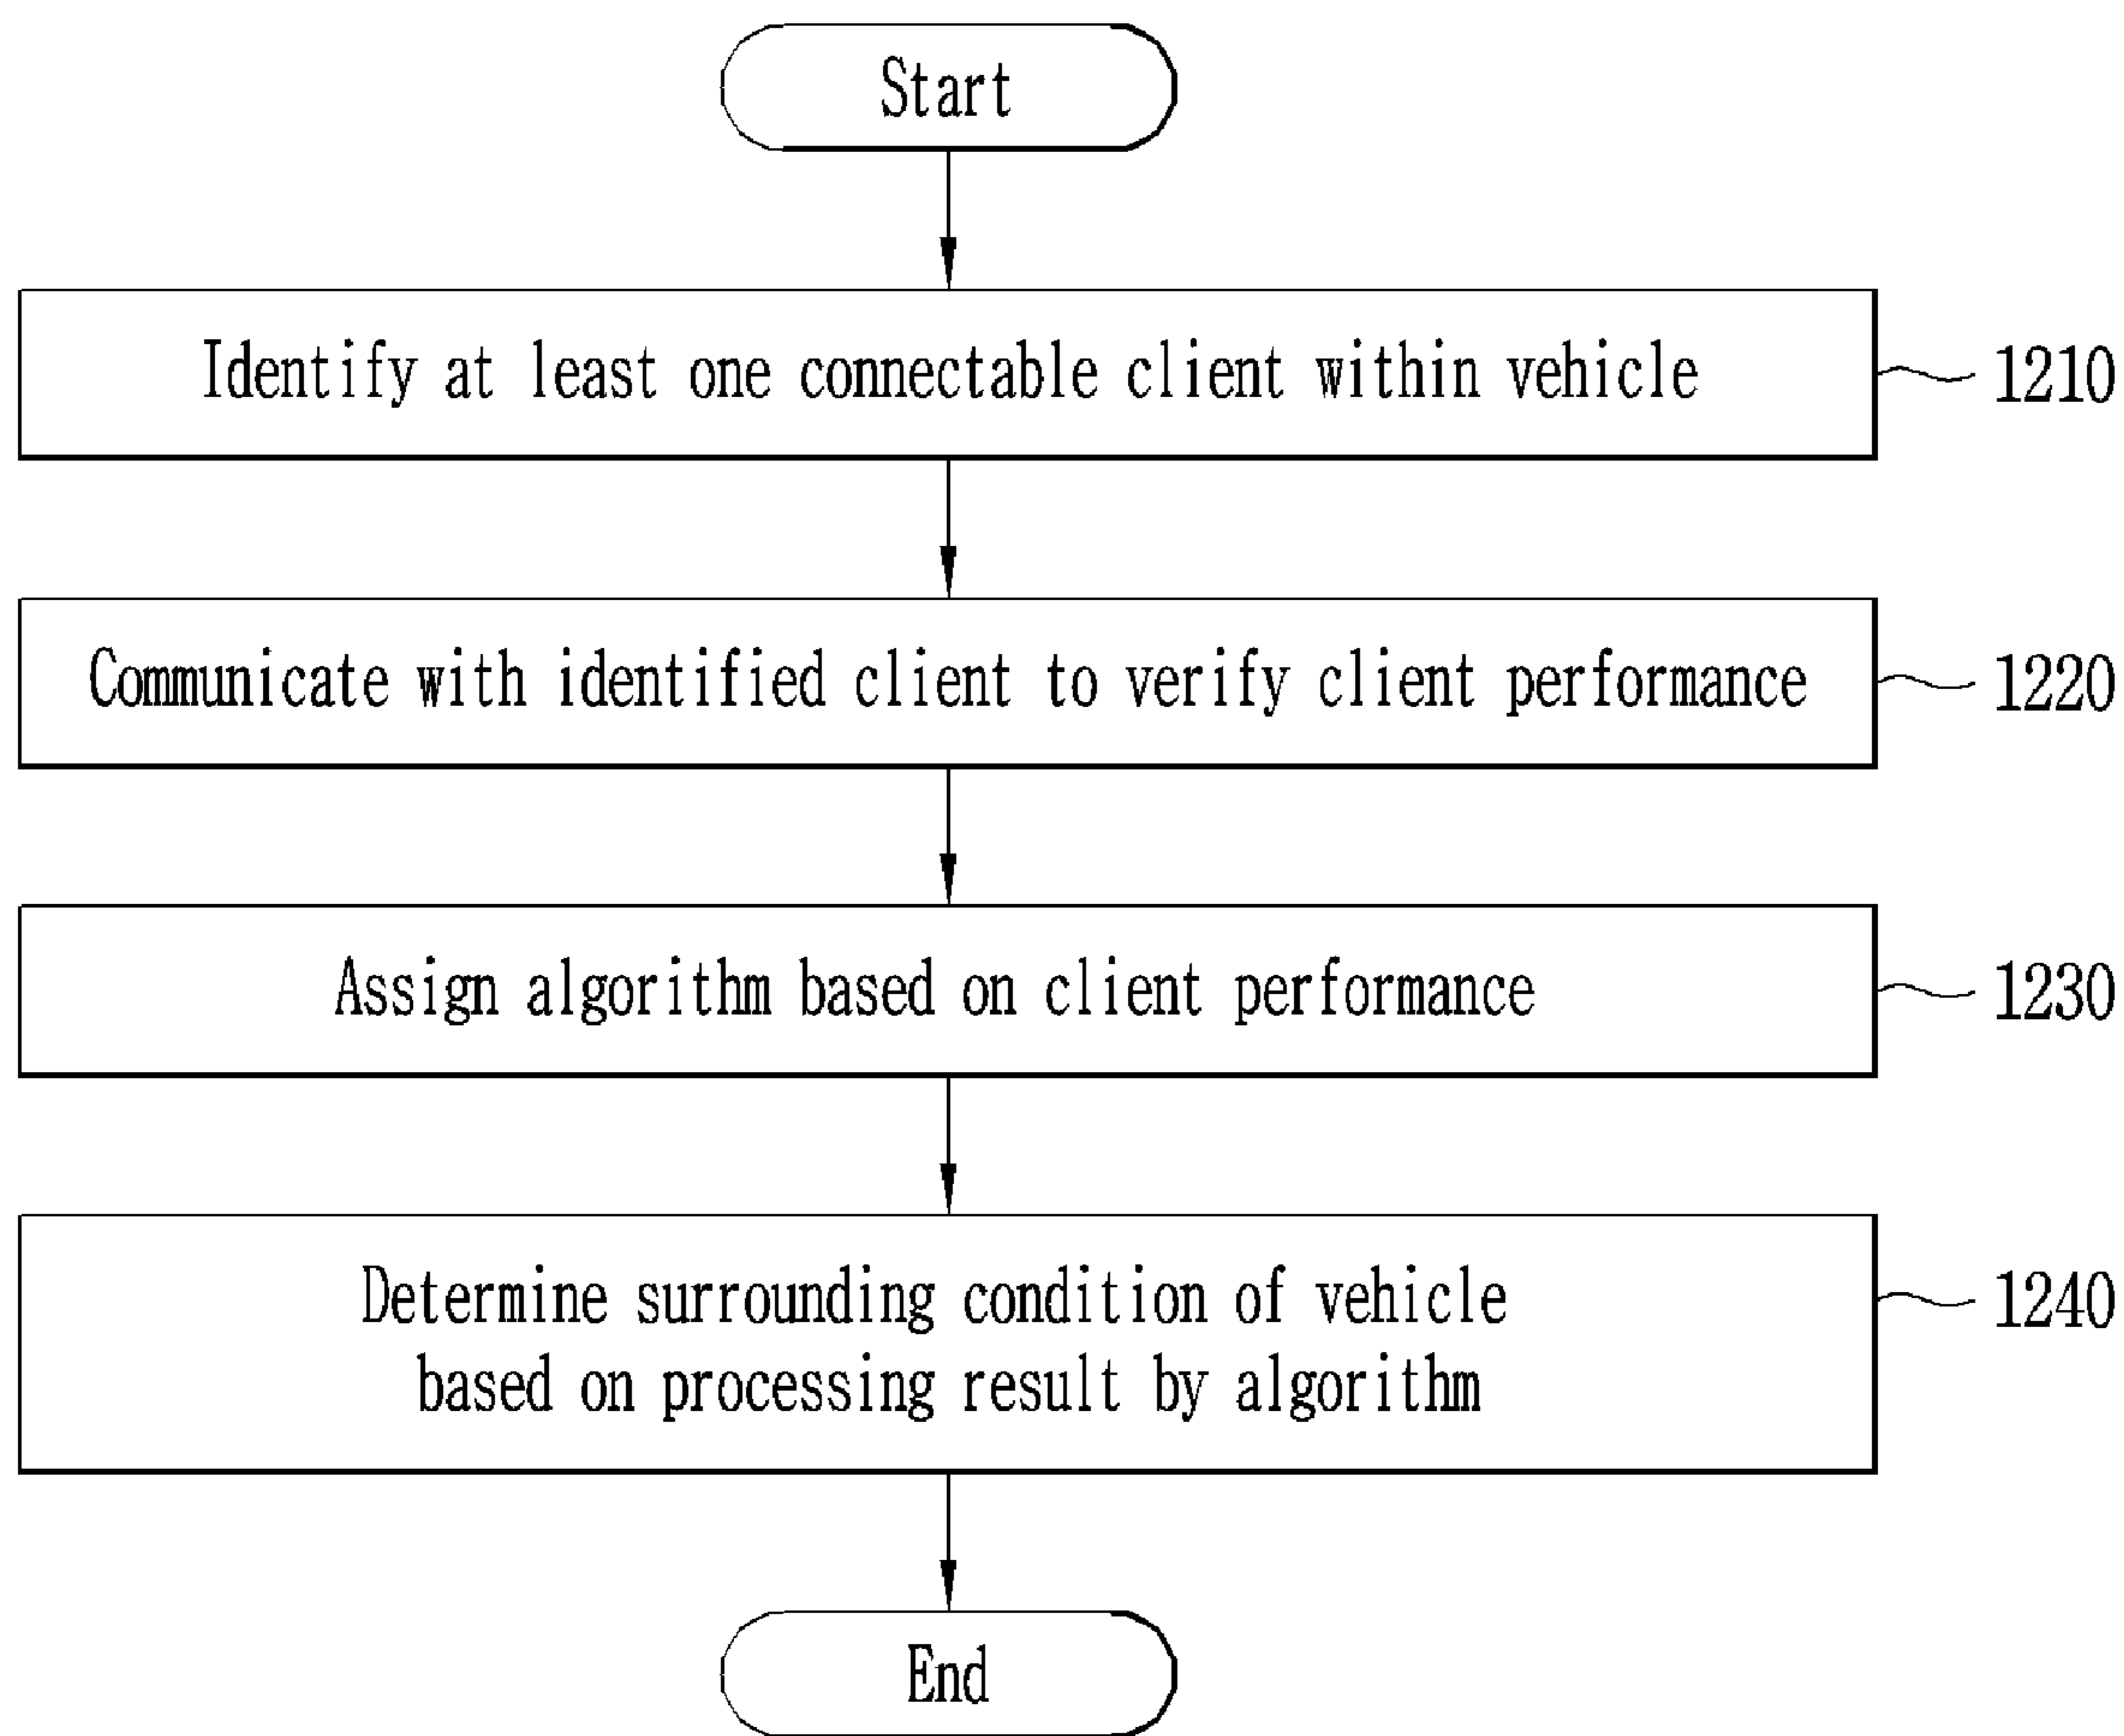 Start
Identify at least one connectable client within vehicle
1210
Communicate with identified client to verify client performance
1220
Assign algorithm based on client performance
1230
Determine surrounding condition of vehicle
based on processing result by algorithm
1240
End